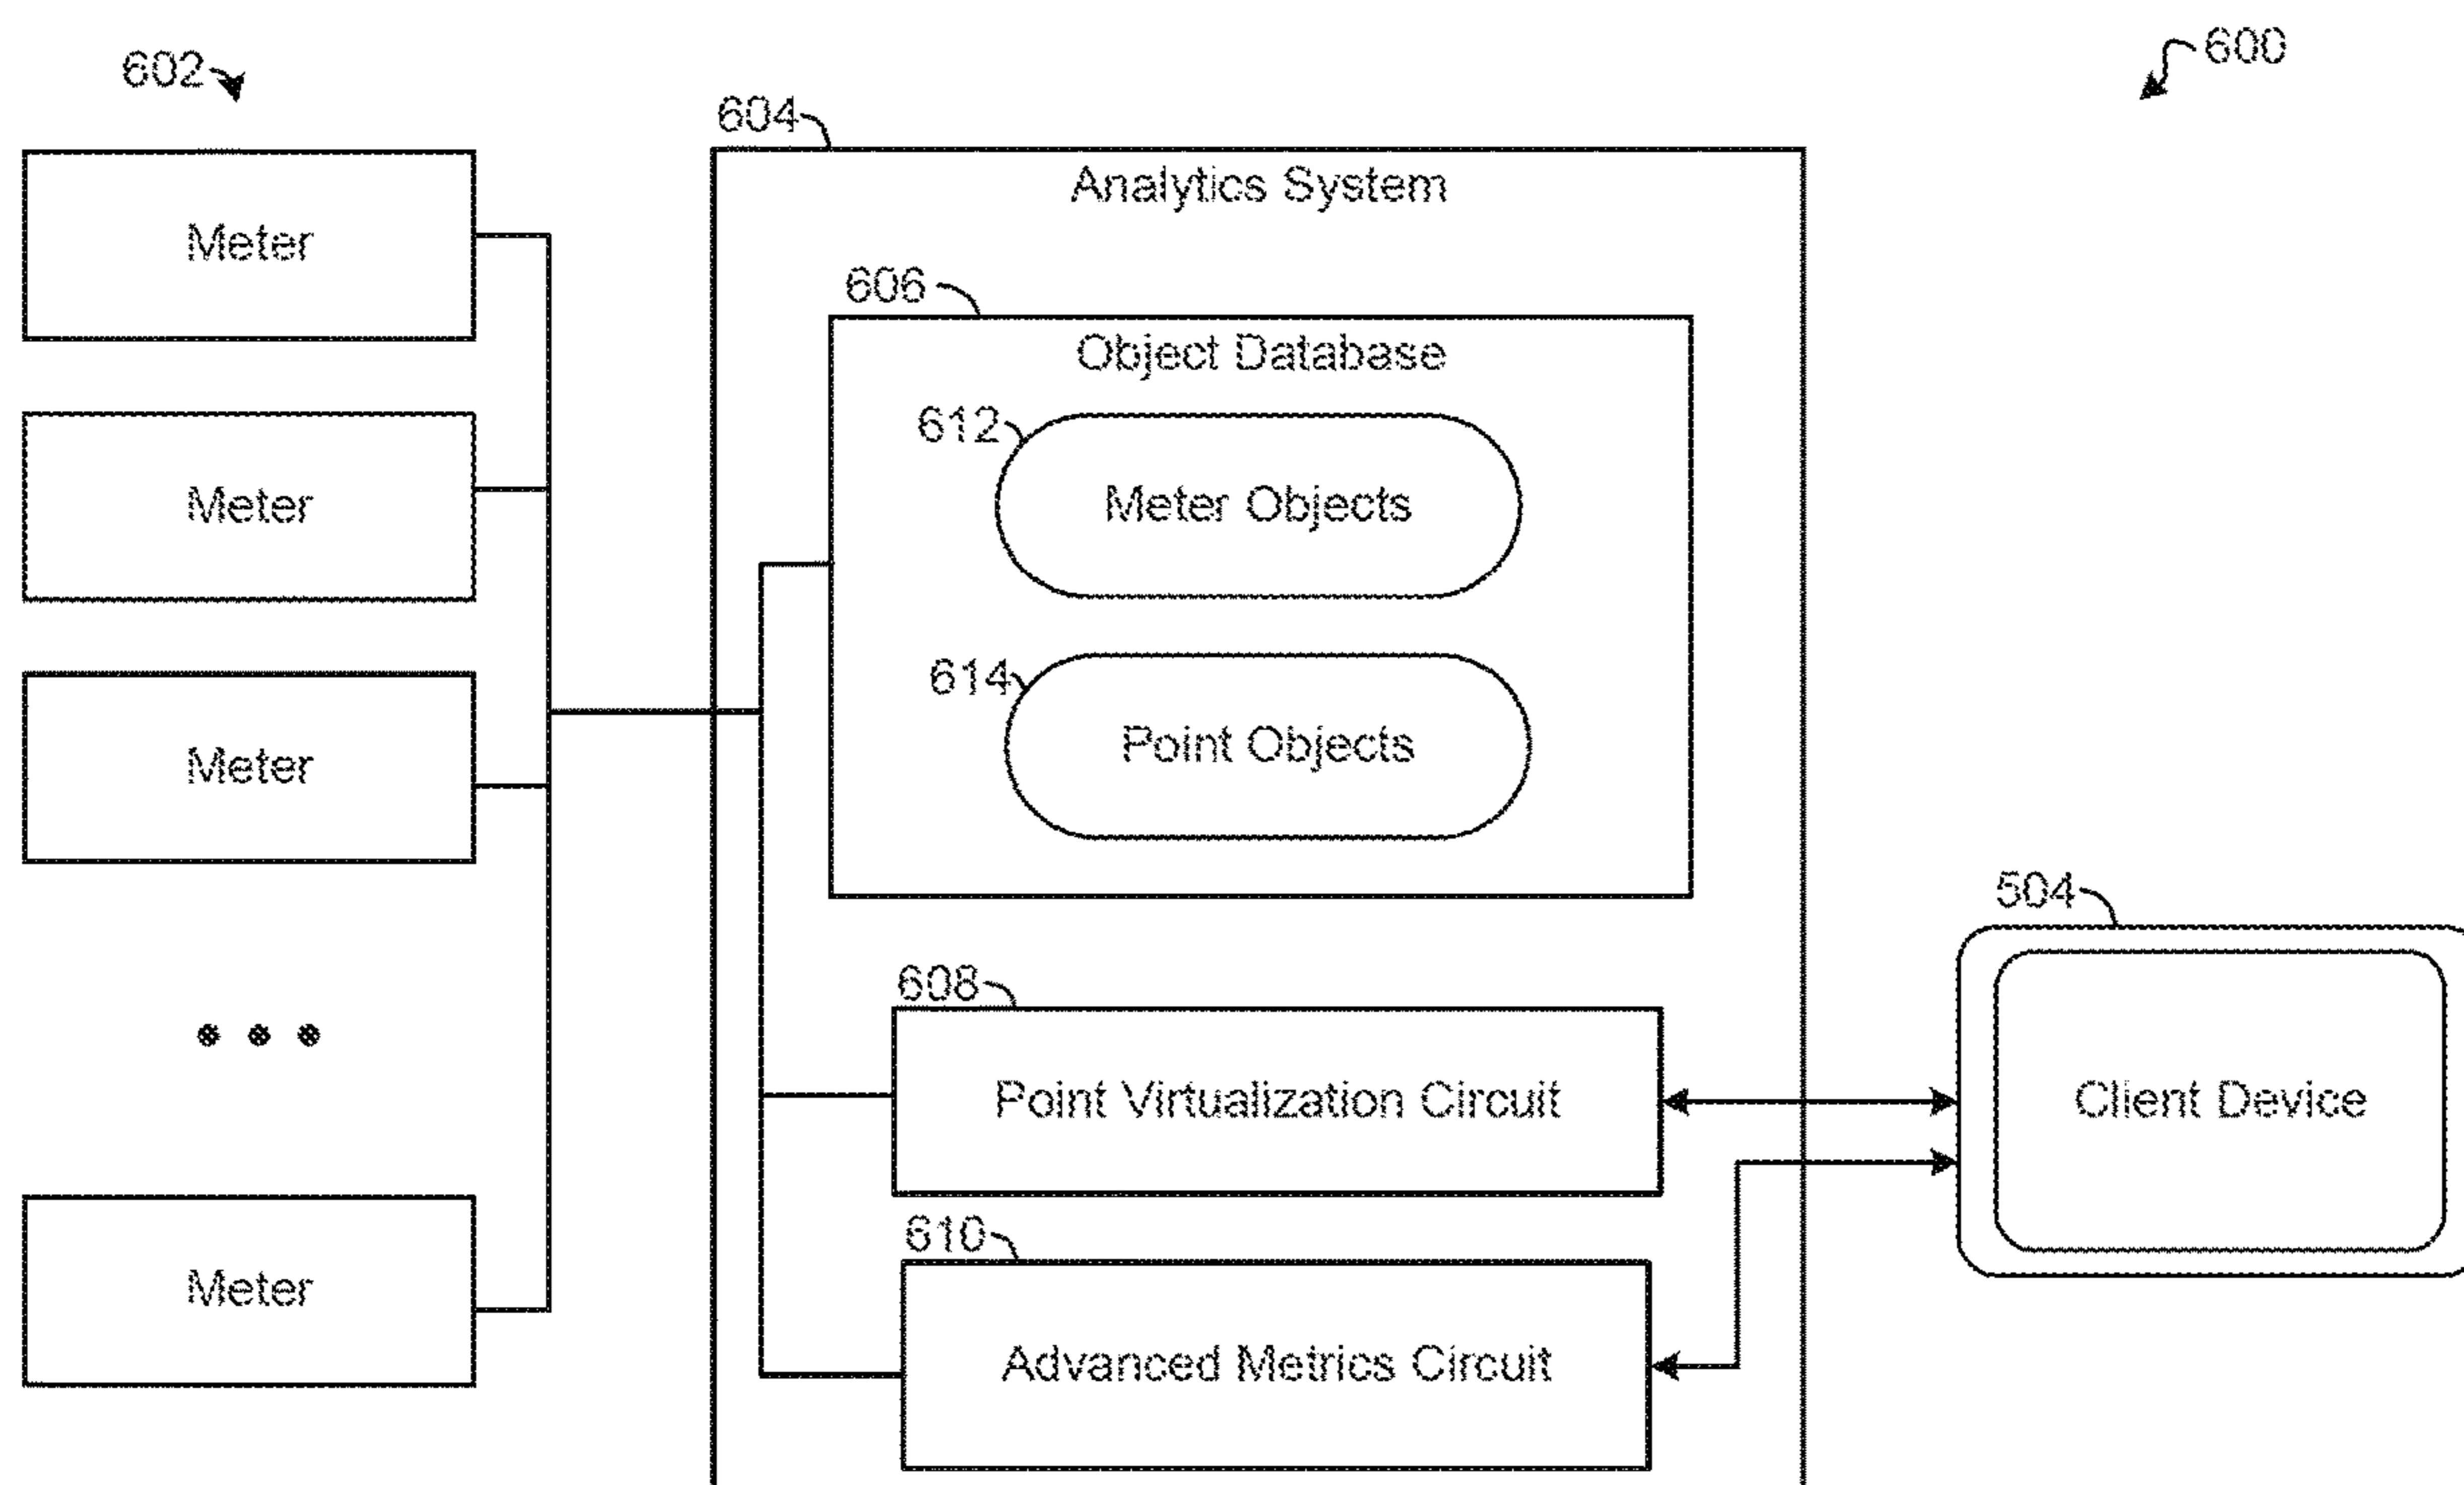 602
600
604
Analytics System
Meter
606
Object Database
612
Meter Objects
Meter
614
Point Objects
Meter
504
608
Point Virtualization Circuit
Client Device
610
Meter
Advanced Metrics Circuit